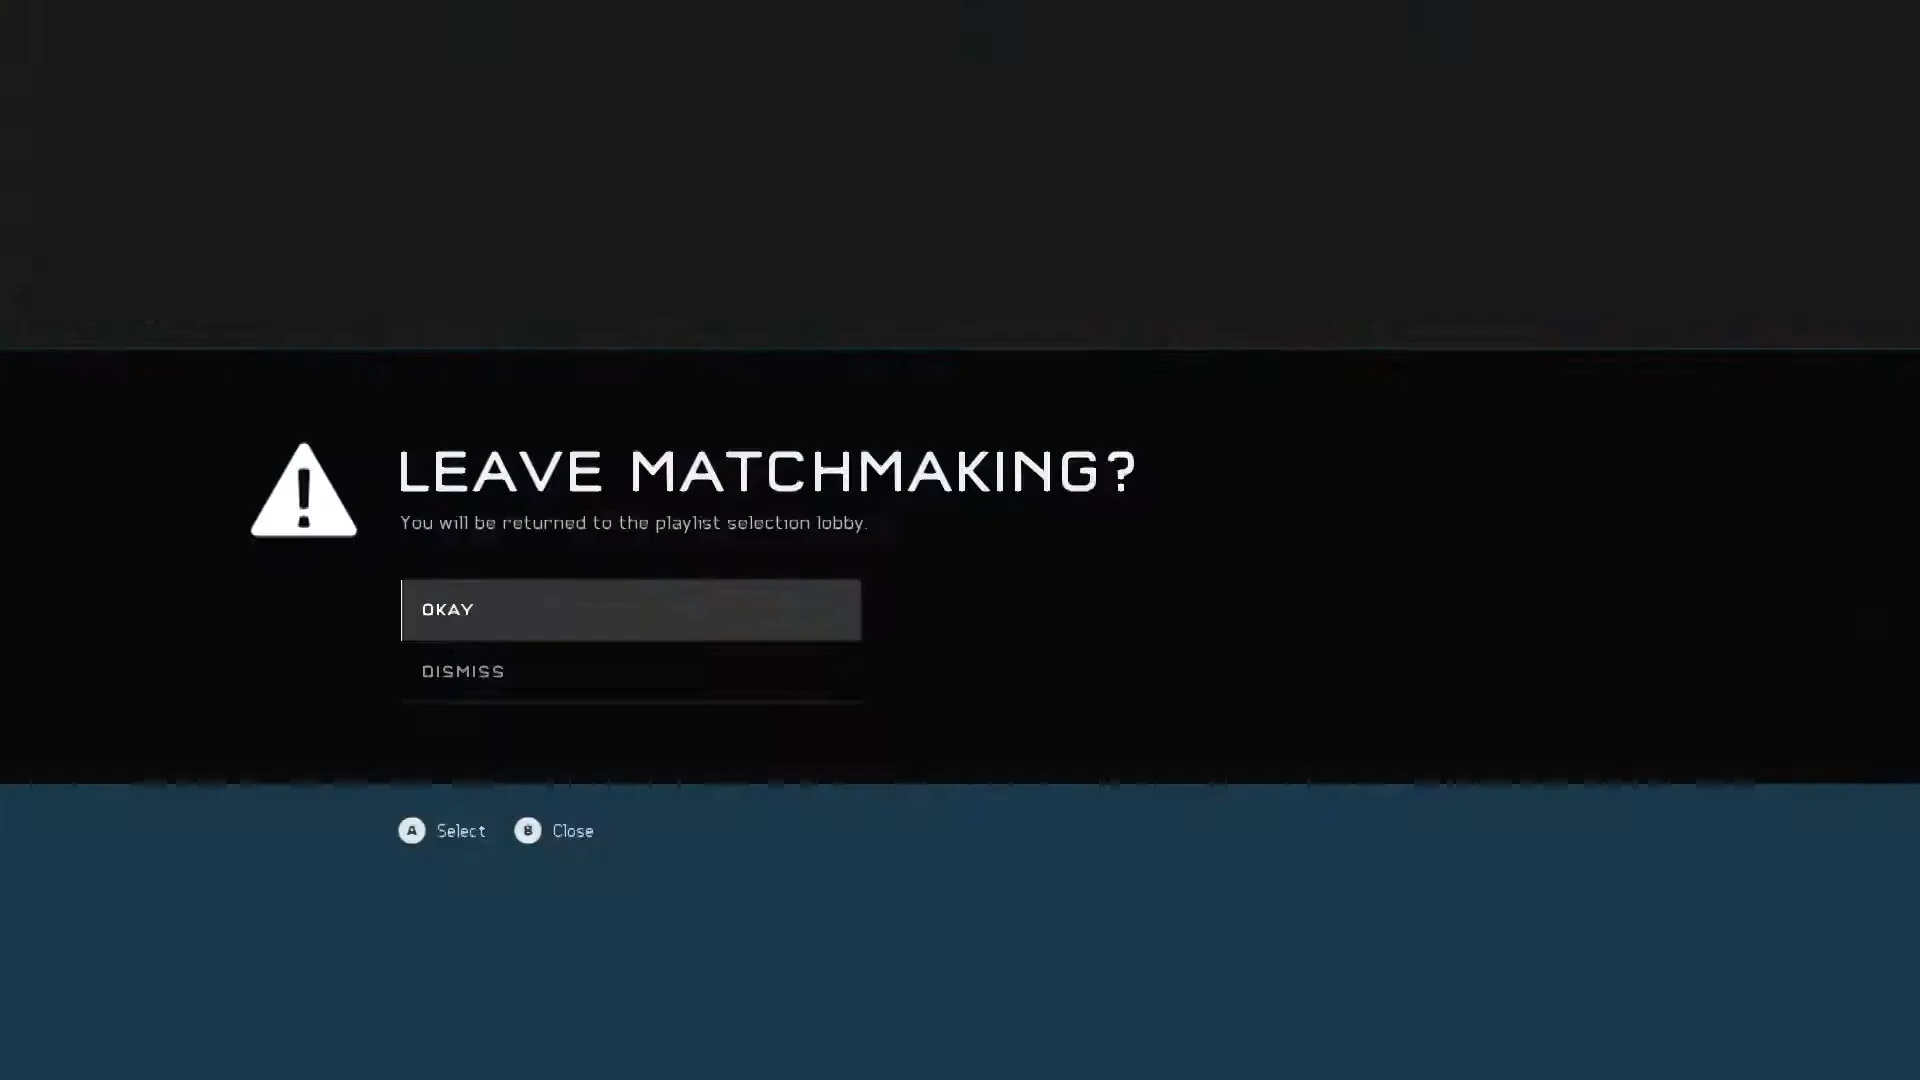 LEAVE MATCHMAKING?
You will be returned to the playlist selection lobby.
OKAY
DISMISS
A Select B Close